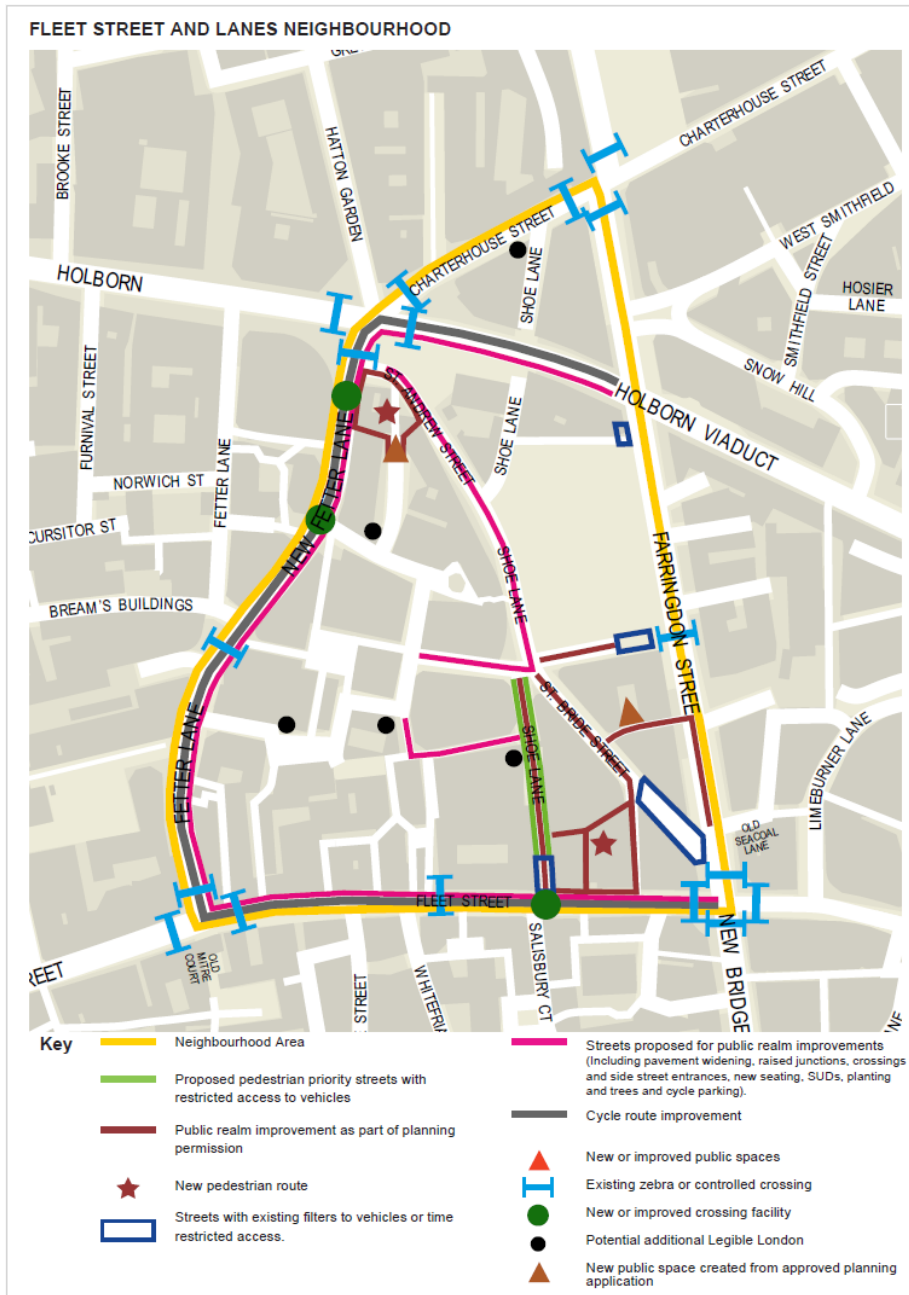 FLEET STREET AND LANES NEIGHBOURHOOD
GRE
BROOKE STREET
HATTON GARDEN
CHARTERHOUSE STREET
WEST SMITHFIELD
CHARTERHOUSE STREET
SHOE LANE
SMITHFIELD STREET
HOLBORN
HOSIER
LANE
SNOW HILL
FURNIVAL STREET
ST. ANDREW STREET
HOLBORN VIADUCT
SHOE LANE
NEW FETTER LANE
FETTER LANE
NORWICH ST
CURSITOR ST
FARRINGDON STREE
SHOE LANE
BREAM'S BUILDINGS
ST. BRIDE STREET
SHOE LANE
FETTER LANE
LIMEBURNER LANE
OLD
SEACOAL
LANE
FLEET STREET
REET
OLD
MITRE
COURT
E STREET
WHITEFRIA
SALISBURY CT
NEW BRIDGE
ANE
Key
Neighbourhood Area
Proposed pedestrian priority streets with
restricted access to vehicles
Public realm improvement as part of planning
permission
New pedestrian route
Streets with existing filters to vehicles or time
restricted access.
Streets proposed for public realm improvements
(Including pavement widening, raised junctions, crossings
and side street entrances, new seating, SUDs, planting
and trees and cycle parking).
Cycle route improvement
New or improved public spaces
Existing zebra or controlled crossing
New or improved crossing facility
Potential additional Legible London
New public space created from approved planning
application